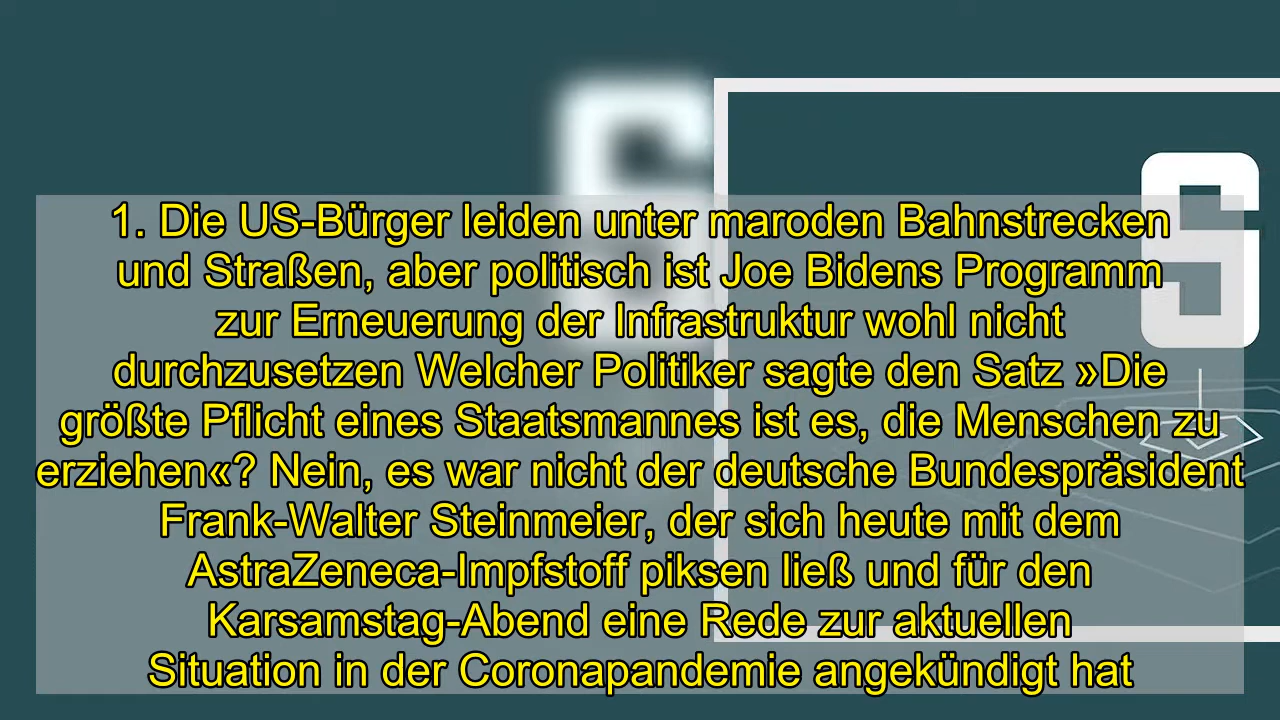 S
S
1. Die US-Bürger leiden unter maroden Bahnstrecken
und Straßen, aber politisch ist Joe Bidens Programm
zur Erneuerung der Infrastruktur wohl nicht
durchzusetzen Welcher Politiker sagte den Satz »Die
größte Pflicht eines Staatsmannes ist es, die Menschen zu
erziehen«? Nein, es war nicht der deutsche Bundespräsident
Frank-Walter Steinmeier, der sich heute mit dem
AstraZeneca-Impfstoff piksen ließ und für den
Karsamstag-Abend eine Rede zur aktuellen
Situation in der Coronapandemie angekündigt hat